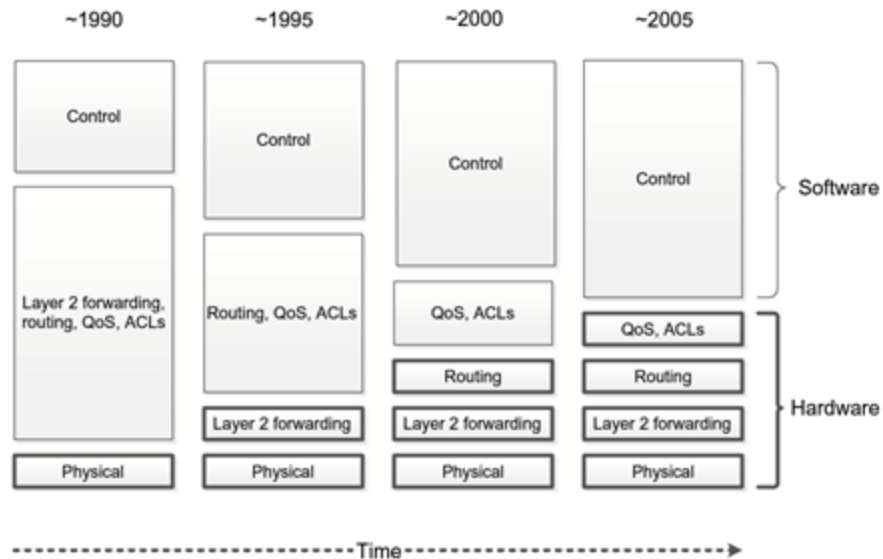 ~1990
~1995
~2000
~2005
Control
Control
Control
Control
Software
Layer 2 forwarding,
routing, QoS, ACLs
Routing, QoS, ACLs
QoS, ACLs
QoS, ACLs
Routing
Routing
Hardware
Layer 2 forwarding
Layer 2 forwarding
Layer 2 forwarding
Physical
Physical
Physical
Physical
Time